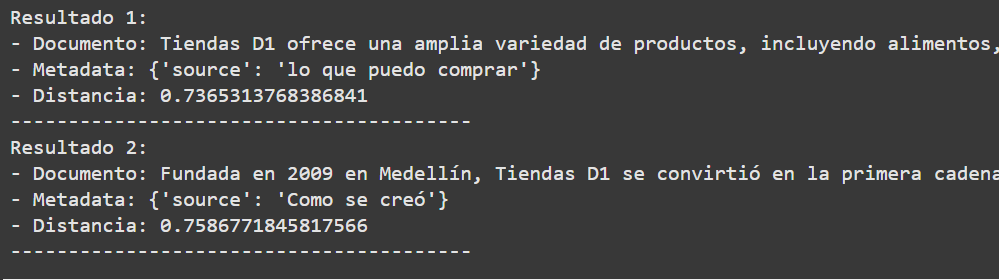 Resultado 1:
- Documento: Tiendas D1 ofrece una amplia variedad de productos, incluyendo alimentos,
- Metadata: {'source': 'lo que puedo comprar'}
- Distancia: 0.7365313768386841
----------------------------------------
Resultado 2:
- Documento: Fundada en 2009 en Medellín, Tiendas D1 se convirtió en la primera cadena
- Metadata: {'source': 'Como se creó'}
- Distancia: 0.7586771845817566
----------------------------------------